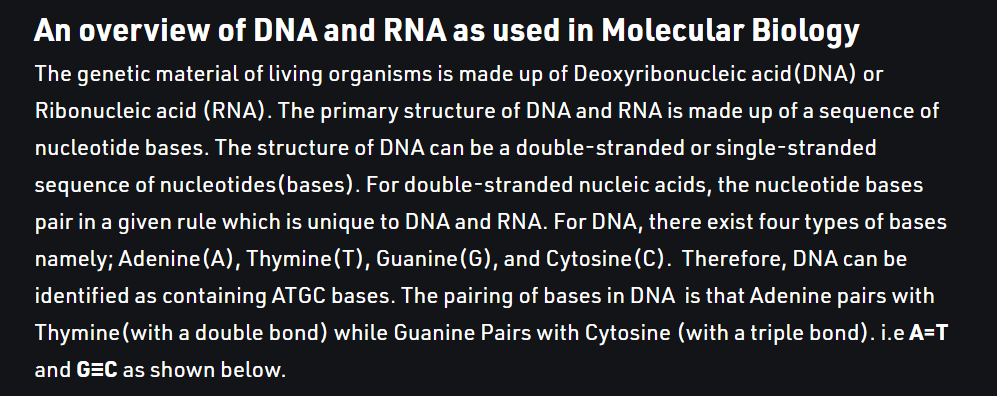 An overview of DNA and RNA as used in Molecular Biology
The genetic material of living organisms is made up of Deoxyribonucleic acid(DNA) or
Ribonucleic acid (RNA). The primary structure of DNA and RNA is made up of a sequence of
nucleotide bases. The structure of DNA can be a double-stranded or single-stranded
sequence of nucleotides(bases). For double-stranded nucleic acids, the nucleotide bases
pair in a given rule which is unique to DNA and RNA. For DNA, there exist four types of bases
namely; Adenine(A), Thymine(T), Guanine(G), and Cytosine(C).  Therefore, DNA can be
identified as containing ATGC bases. The pairing of bases in DNA  is that Adenine pairs with
Thymine(with a double bond) while Guanine Pairs with Cytosine (with a triple bond). i.e A=T
and G≡C as shown below.